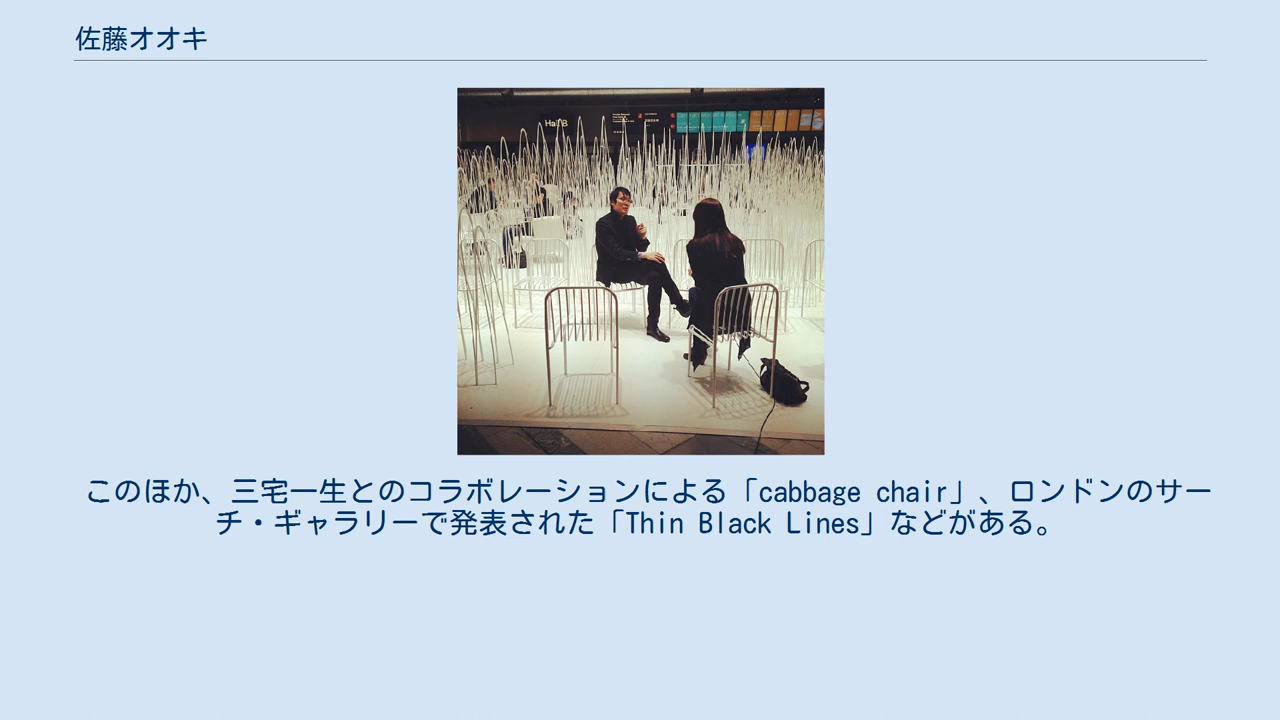 佐藤オオキ
Hall B
このほか、三宅一生とのコラボレーションによる「cabbage chair」、ロンドンのサー
チ・ギャラリーで発表された「Thin Black Lines」などがある。